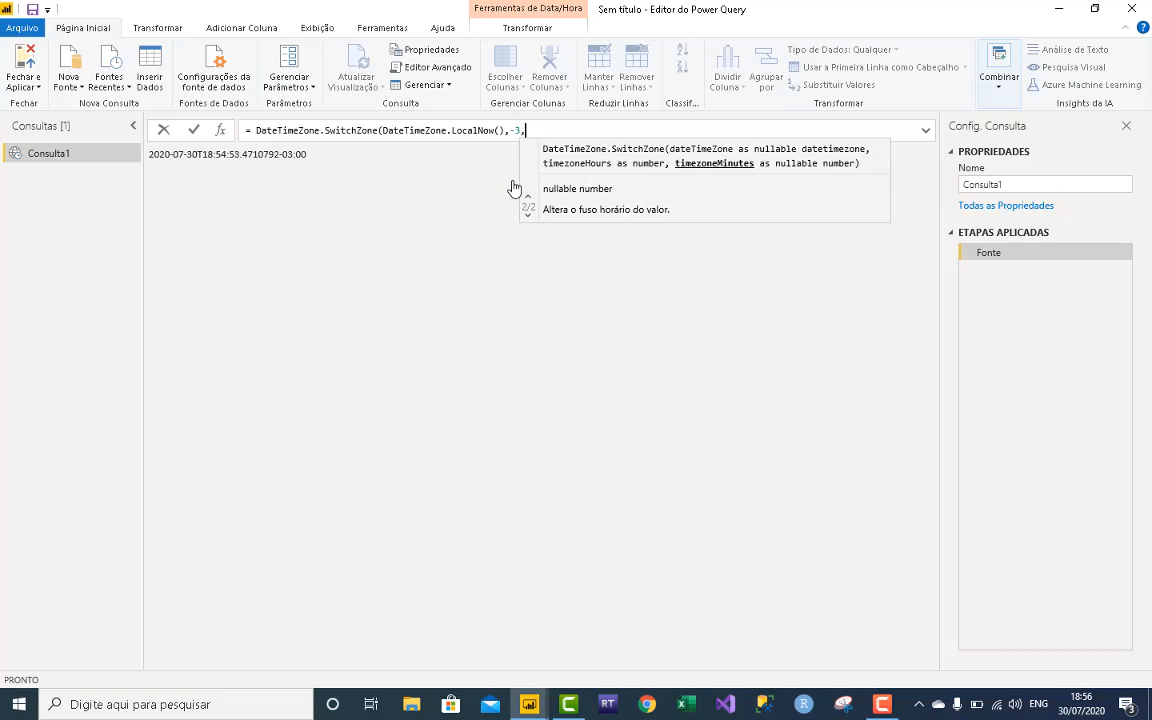 Ferramentas de Data/Hora
Sem título - Editor do Power Query
Arquivo
Página Inicial
Transformar
Adicionar Coluna
Exibição
Ferramentas
Ajuda
Transformar
Fechar e
Aplicar
Fechar
Nova
Fonte
Fontes
Recentes
Inserir
Dados
Nova Consulta
Configurações da
fonte de dados
Fontes de Dados
Gerenciar
Parâmetros
Parâmetros
Atualizar
Visualização
Propriedades
Editor Avançado
Gerenciar
Consulta
Escolher
Colunas
Remover
Colunas
Gerenciar Colunas
Manter
Linhas
Remover
Linhas
Reduzir Linhas
Classif...
Dividir
Coluna
Agrupar
por
Tipo de Dados: Qualquer
Usar a Primeira Linha como Cabeçalho
Substituir Valores
Transformar
Combinar
Análise de Texto
Pesquisa Visual
Azure Machine Learning
Insights da IA
Consultas [1]
Consulta1
fx
= DateTimeZone.SwitchZone(DateTimeZone.LocalNow(),-3,
2020-07-30T18:54:53.4710792-03:00
DateTimeZone.SwitchZone(dateTimeZone as nullable datetimezone,
timezoneHours as number, timezoneMinutes as nullable number)
nullable number
2/2
Altera o fuso horário do valor.
Config. Consulta
PROPRIEDADES
Nome
Consulta1
Todas as Propriedades
ETAPAS APLICADAS
Fonte
PRONTO
Digite aqui para pesquisar
RT
R
ENG
18:56
30/07/2020
3